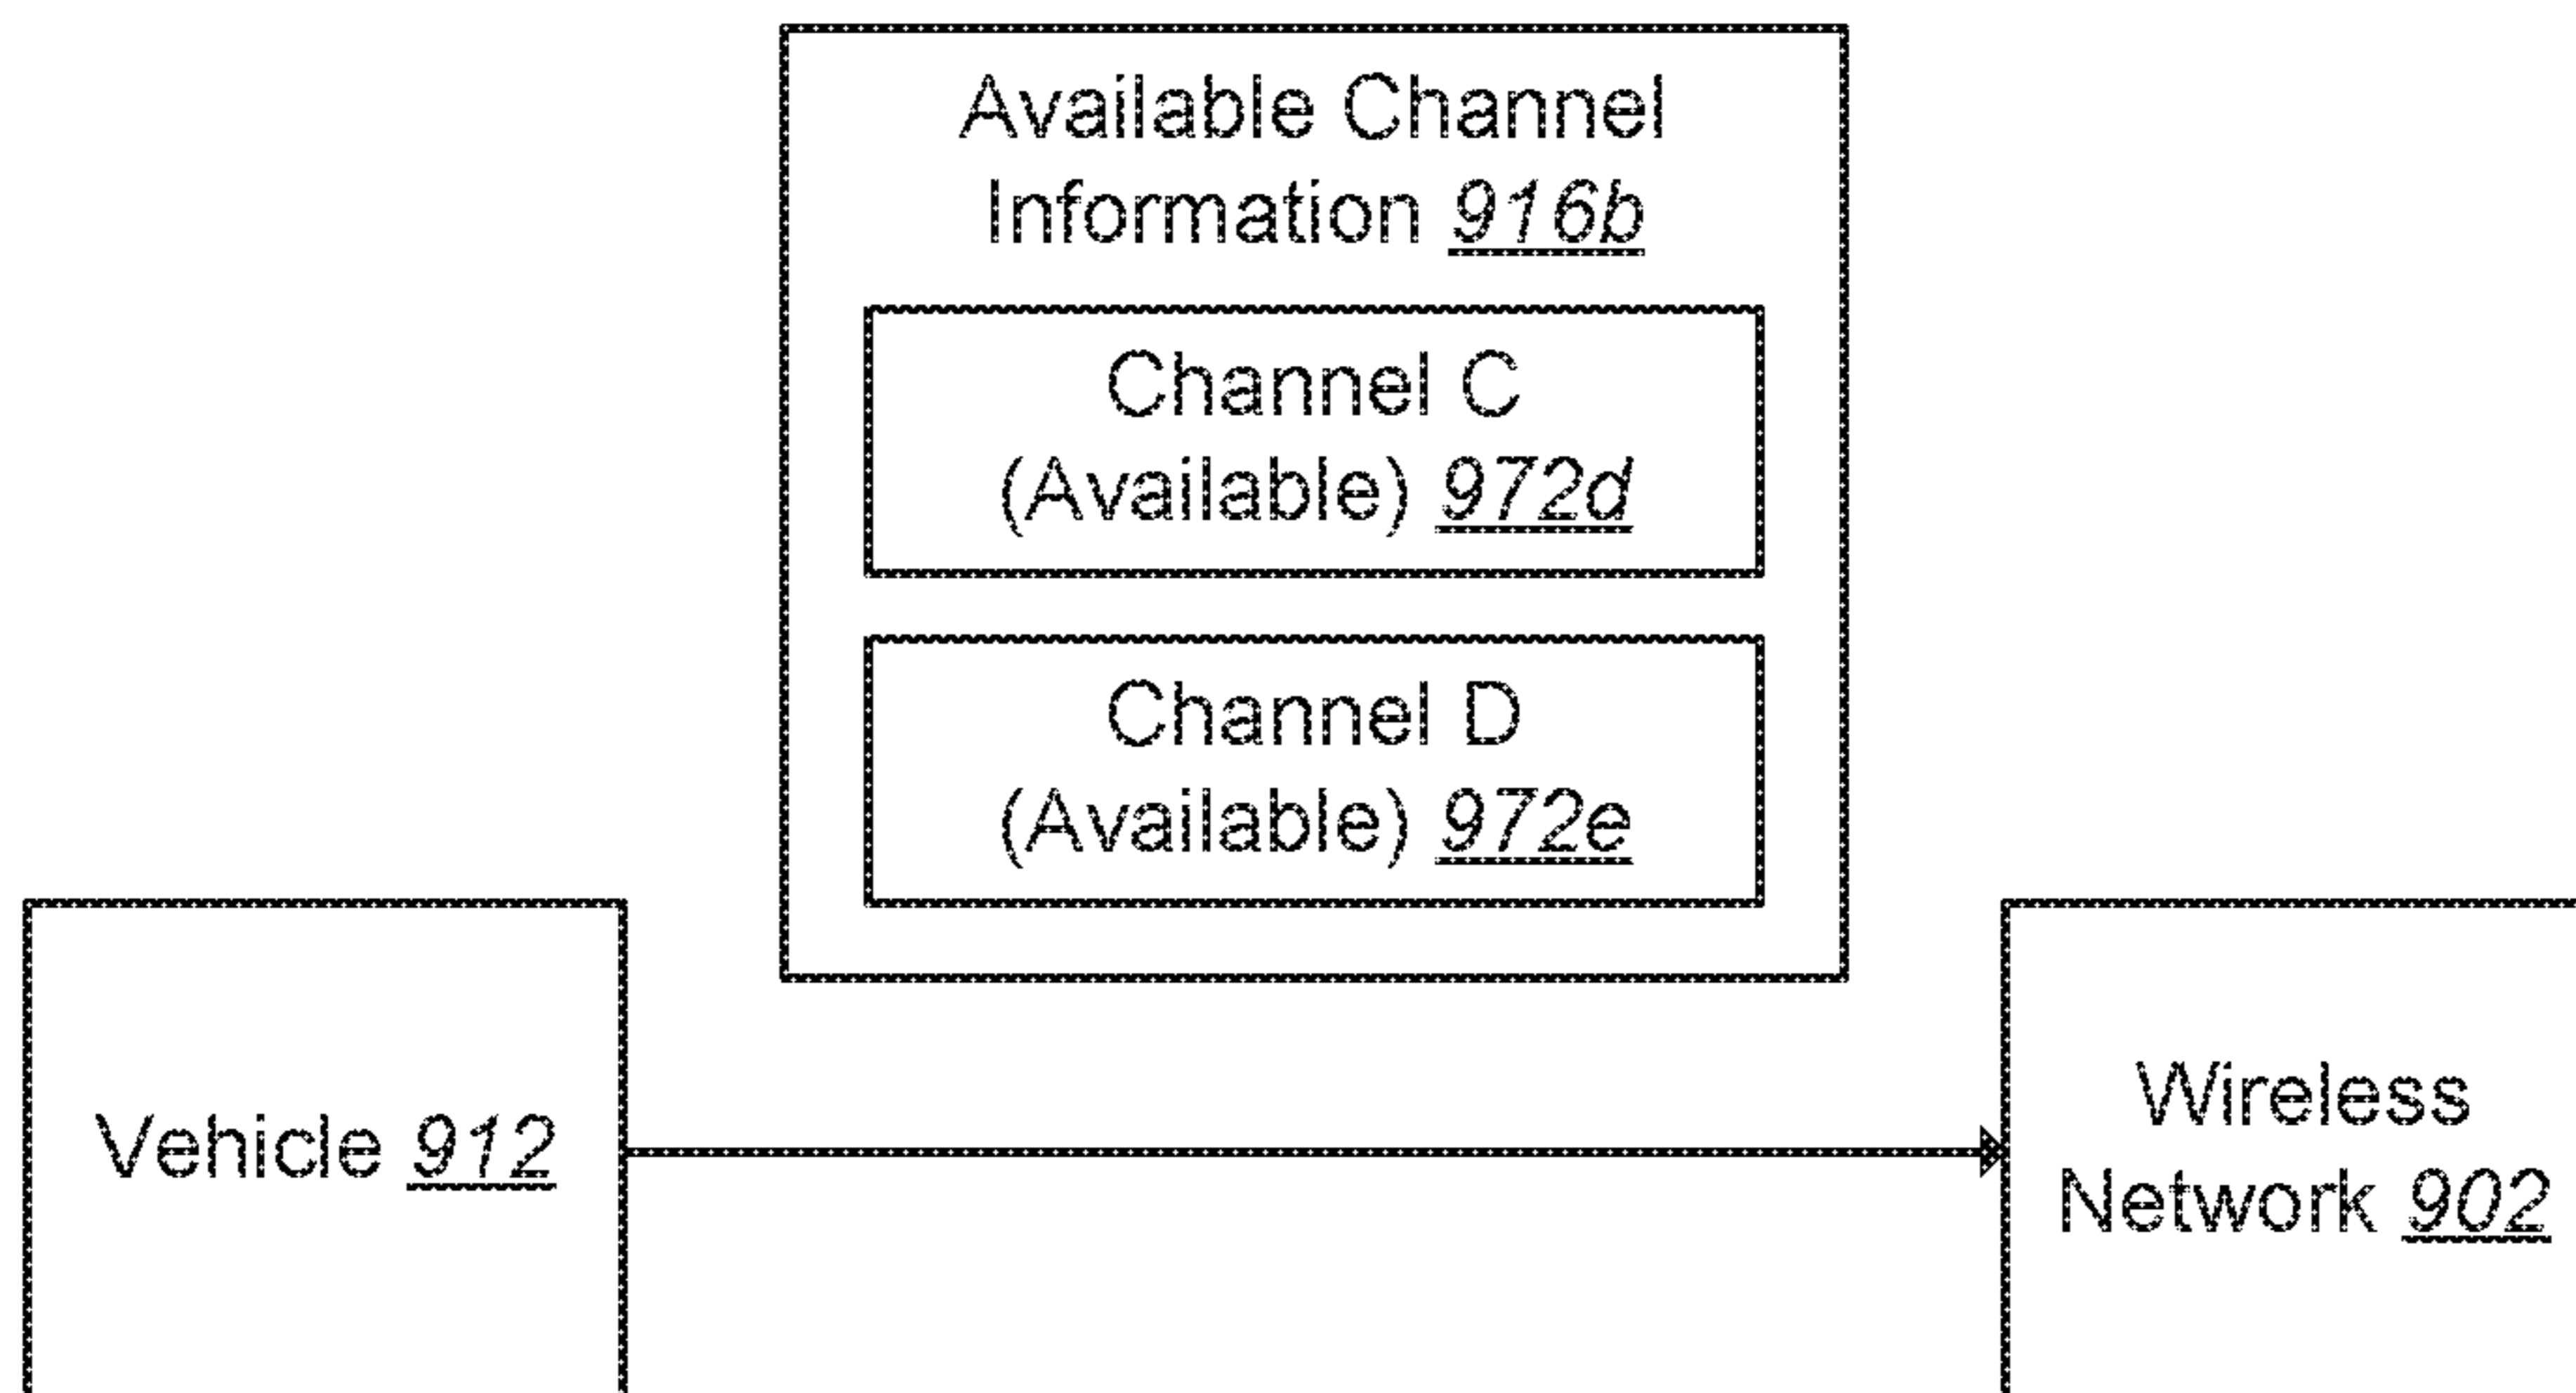 Available Channel
Information 916b
Channel C
(Available) 972d
Channel D
(Available) 972e
Vehicle 912
Wireless
Network 902